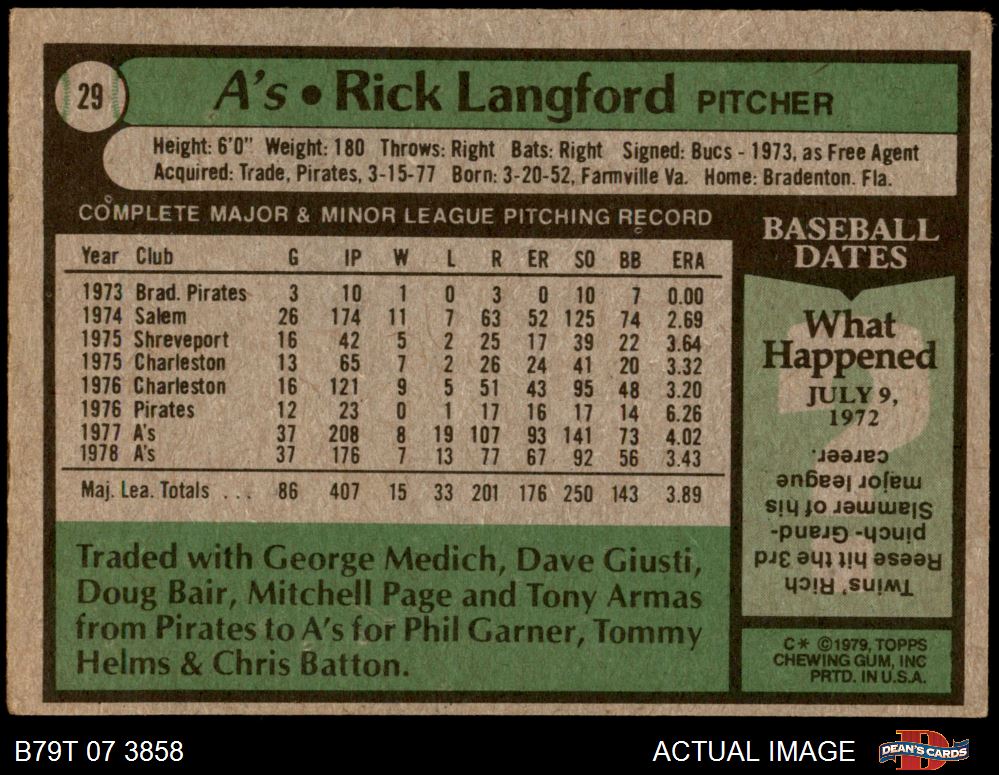 29
A's • Rick Langford PITCHER
Height: 6'0" Weight: 180 Throws: Right Bats: Right Signed: Bucs - 1973, as Free Agent
Acquired: Trade, Pirates, 3-15-77 Born: 3-20-52, Farmville Va. Home: Bradenton. Fla.
COMPLETE MAJOR & MINOR LEAGUE PITCHING RECORD
Year Club G IP W L R ER SO BB ERA
1973 Brad. Pirates 3 10 1 0 3 0 10 7 0.00
1974 Salem 26 174 11 7 63 52 125 74 2.69
1975 Shreveport 16 42 5 2 25 17 39 22 3.64
1975 Charleston 13 65 7 2 26 24 41 20 3.32
1976 Charleston 16 121 9 5 51 43 95 48 3.20
1976 Pirates 12 23 0 1 17 16 17 14 6.26
1977 A's 37 208 8 19 107 93 141 73 4.02
1978 A's 37 176 7 13 77 67 92 56 3.43
Maj. Lea. Totals ... 86 407 15 33 201 176 250 143 3.89
Traded with George Medich, Dave Giusti,
Doug Bair, Mitchell Page and Tony Armas
from Pirates to A's for Phil Garner, Tommy
Helms & Chris Batton.
BASEBALL
DATES
What
Happened
JULY 9,
1972
Twins, Rich
Reese hit the 3rd
pinch-Grand-
Slammer of his
major league
career.
C* ©1979, TOPPS
CHEWING GUM, INC
PRTD. IN U.S.A.
B79T 07 3858
ACTUAL IMAGE
D
DEAN'S CARDS